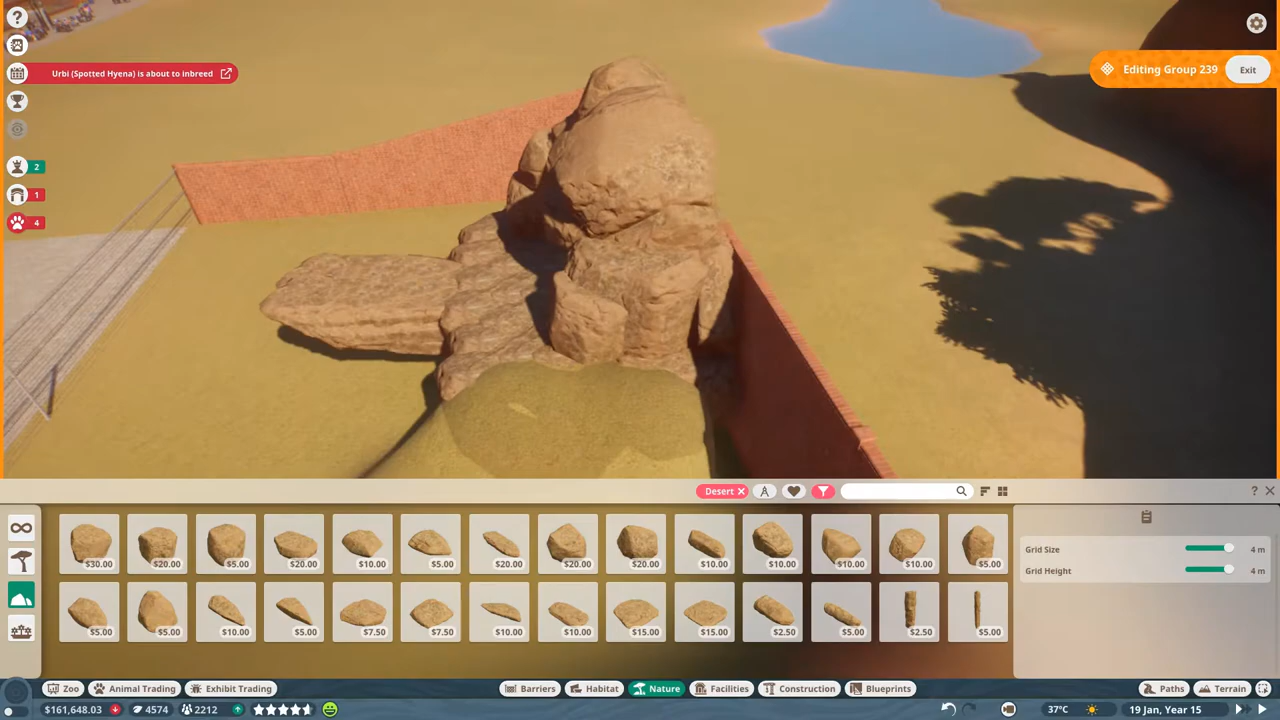 ?
Editing Group 239
Exit
Urbi (Spotted Hyena) is about to inbreed
2
1
4
Desert ×
? ×
$30.00 $20.00 $5.00 $20.00 $10.00 $5.00 $20.00 $20.00 $20.00 $10.00 $10.00 $10.00 $10.00 $5.00
$5.00 $5.00 $10.00 $5.00 $7.50 $7.50 $10.00 $10.00 $15.00 $15.00 $2.50 $5.00 $2.50 $5.00
Grid Size 4 m
Grid Height 4 m
Zoo Animal Trading Exhibit Trading Barriers Habitat Nature Facilities Construction Blueprints Paths Terrain
$161,648.03 4574 2212 37°C 19 Jan, Year 15